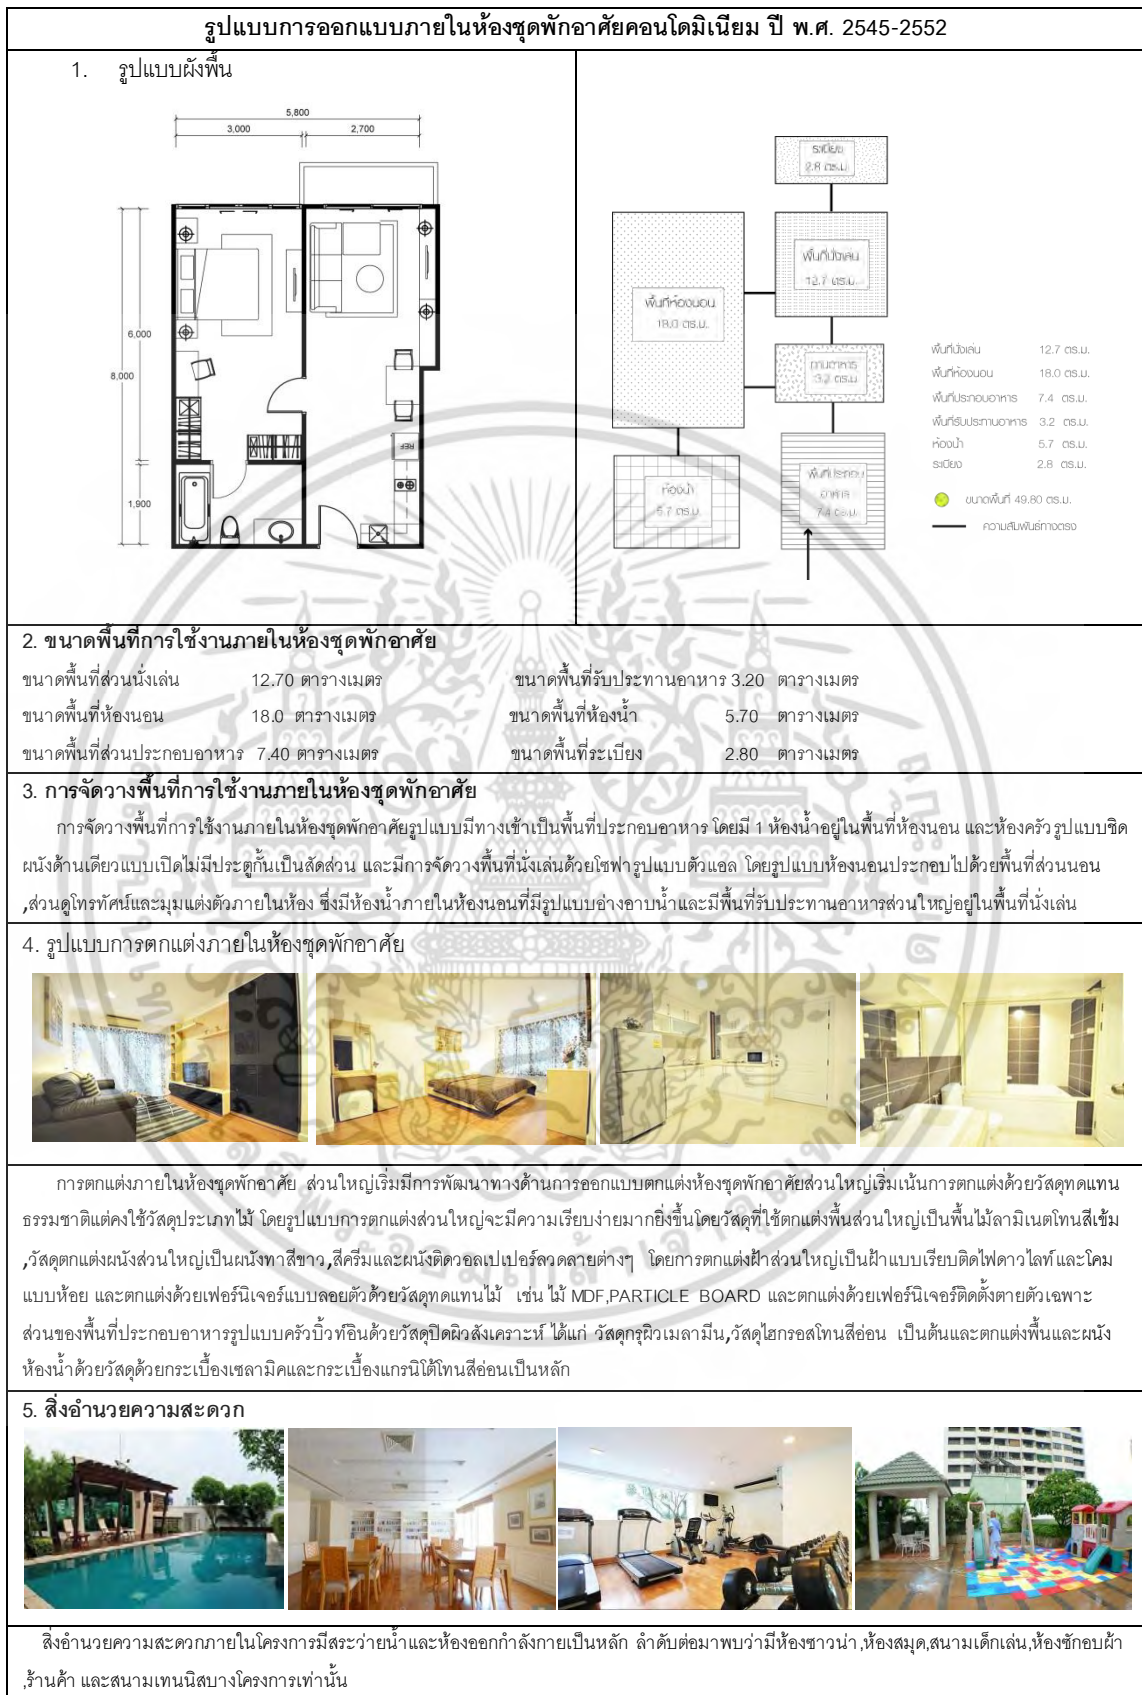 รูปแบบการออกแบบภายในห้องชุดพักอาศัยคอนโดมิเนียม ปี พ.ศ. 2545-2552
1. รูปแบบผังพื้น
5,800
3,000 2,700
6,000
8,000
1,900
REF
ระเบียง
2.8 ตร.ม.
พื้นที่นั่งเล่น
12.7 ตร.ม.
พื้นที่ห้องนอน
18.0 ตร.ม.
ทานอาหาร
3.2 ตร.ม
ห้องน้ำ
5.7 ตร.ม.
พื้นที่ประกอบ
อาหาร
7.4 ตร.ม.
พื้นที่นั่งเล่น 12.7 ตร.ม.
พื้นที่ห้องนอน 18.0 ตร.ม.
พื้นที่ประกอบอาหาร 7.4 ตร.ม.
พื้นที่รับประทานอาหาร 3.2 ตร.ม.
ห้องน้ำ 5.7 ตร.ม.
ระเบียง 2.8 ตร.ม.
ขนาดพื้นที่ 49.80 ตร.ม.
ความสัมพันธ์ทางตรง
2. ขนาดพื้นที่การใช้งานภายในห้องชุดพักอาศัย
ขนาดพื้นที่ส่วนนั่งเล่น 12.70 ตารางเมตร ขนาดพื้นที่รับประทานอาหาร 3.20 ตารางเมตร
ขนาดพื้นที่ห้องนอน 18.0 ตารางเมตร ขนาดพื้นที่ห้องน้ำ 5.70 ตารางเมตร
ขนาดพื้นที่ส่วนประกอบอาหาร 7.40 ตารางเมตร ขนาดพื้นที่ระเบียง 2.80 ตารางเมตร
3. การจัดวางพื้นที่การใช้งานภายในห้องชุดพักอาศัย
การจัดวางพื้นที่การใช้งานภายในห้องชุดพักอาศัยรูปแบบมีทางเข้าเป็นพื้นที่ประกอบอาหาร โดยมี 1 ห้องน้ำอยู่ในพื้นที่ห้องนอน และห้องครัวรูปแบบชิด
ผนังด้านเดียวแบบเปิดไม่มีประตูกั้นเป็นสัดส่วน และมีการจัดวางพื้นที่นั่งเล่นด้วยโซฟารูปแบบตัวแอล โดยรูปแบบห้องนอนประกอบไปด้วยพื้นที่ส่วนนอน
,ส่วนดูโทรทัศน์และมุมแต่งตัวภายในห้อง ซึ่งมีห้องน้ำภายในห้องนอนที่มีรูปแบบอ่างอาบน้ำและมีพื้นที่รับประทานอาหารส่วนใหญ่อยู่ในพื้นที่นั่งเล่น
4. รูปแบบการตกแต่งภายในห้องชุดพักอาศัย
การตกแต่งภายในห้องชุดพักอาศัย ส่วนใหญ่เริ่มมีการพัฒนาทางด้านการออกแบบตกแต่งห้องชุดพักอาศัยส่วนใหญ่เริ่มเน้นการตกแต่งด้วยวัสดุทดแทน
ธรรมชาติแต่คงใช้วัสดุประเภทไม้ โดยรูปแบบการตกแต่งส่วนใหญ่จะมีความเรียบง่ายมากยิ่งขึ้นโดยวัสดุที่ใช้ตกแต่งพื้นส่วนใหญ่เป็นพื้นไม้ลามิเนตโทนสีเข้ม
,วัสดุตกแต่งผนังส่วนใหญ่เป็นผนังทาสีขาว,สีครีมและผนังติดวอลเปเปอร์ลวดลายต่างๆ โดยการตกแต่งฝ้าส่วนใหญ่เป็นฝ้าแบบเรียบติดไฟดาวไลท์และโคม
แบบห้อย และตกแต่งด้วยเฟอร์นิเจอร์แบบลอยตัวด้วยวัสดุทดแทนไม้ เช่น ไม้ MDF,PARTICLE BOARD และตกแต่งด้วยเฟอร์นิเจอร์ติดตั้งตายตัวเฉพาะ
ส่วนของพื้นที่ประกอบอาหารรูปแบบครัวบิ้วท์อินด้วยวัสดุปิดผิวสังเคราะห์ ได้แก่ วัสดุกรุผิวเมลามีน,วัสดุไฮกรอสโทนสีอ่อน เป็นต้นและตกแต่งพื้นและผนัง
ห้องน้ำด้วยวัสดุด้วยกระเบื้องเซลามิคและกระเบื้องแกรนิโต้โทนสีอ่อนเป็นหลัก
5. สิ่งอำนวยความสะดวก
สิ่งอำนวยความสะดวกภายในโครงการมีสระว่ายน้ำและห้องออกกำลังกายเป็นหลัก ลำดับต่อมาพบว่ามีห้องซาวน่า,ห้องสมุด,สนามเด็กเล่น,ห้องซักอบผ้า
,ร้านค้า และสนามเทนนิสบางโครงการเท่านั้น